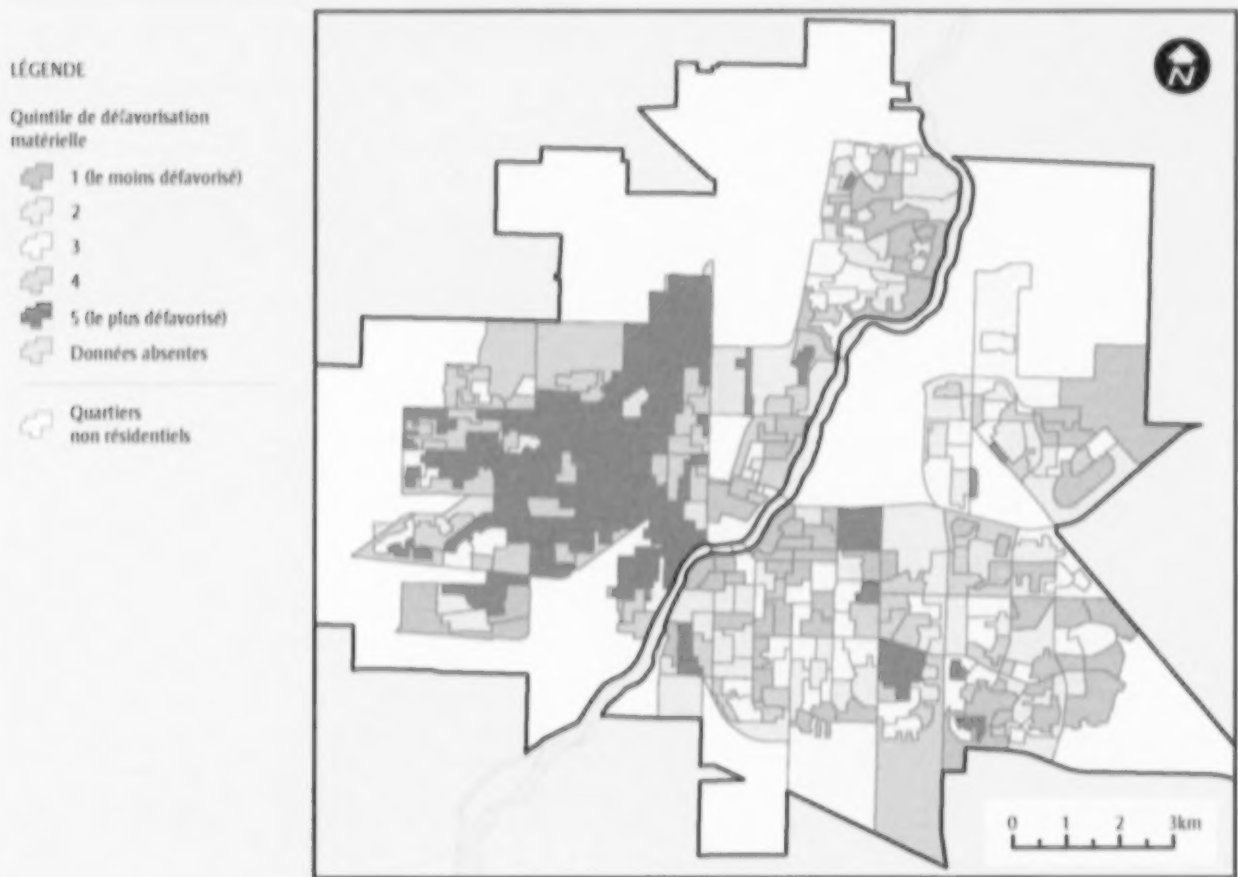 LÉGENDE
Quintile de défavorisation
matérielle
1 (le moins défavorisé)
2
3
4
5 (le plus défavorisé)
Données absentes
Quartiers
non résidentiels
N
0 1 2 3km